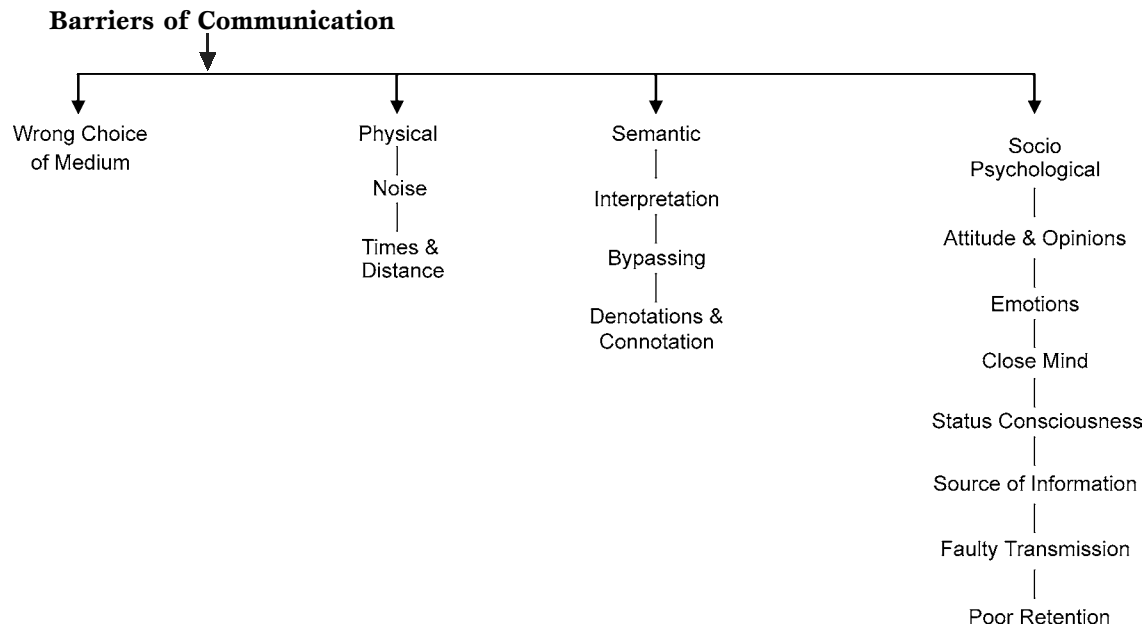 Barriers of Communication
Wrong Choice
of Medium
Physical
Noise
Times &
Distance
Semantic
Interpretation
Bypassing
Denotations &
Connotation
Socio
Psychological
Attitude & Opinions
Emotions
Close Mind
Status Consciousness
Source of Information
Faulty Transmission
Poor Retention